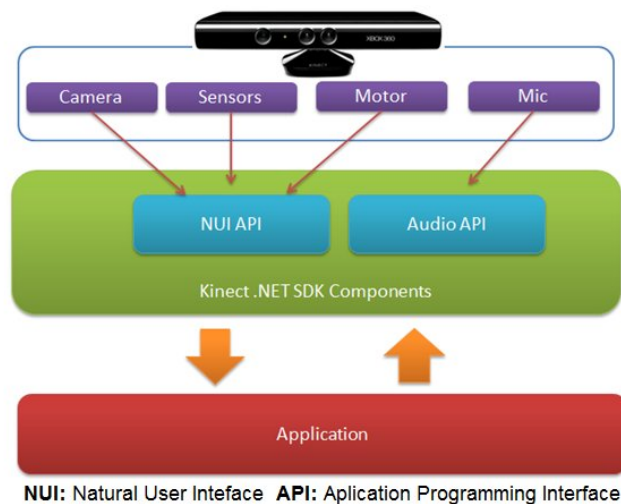 XBOX 360
KINECT
Camera
Sensors
Motor
Mic
NUI API
Audio API
Kinect .NET SDK Components
Application
NUI: Natural User Inteface API: Aplication Programming Interface